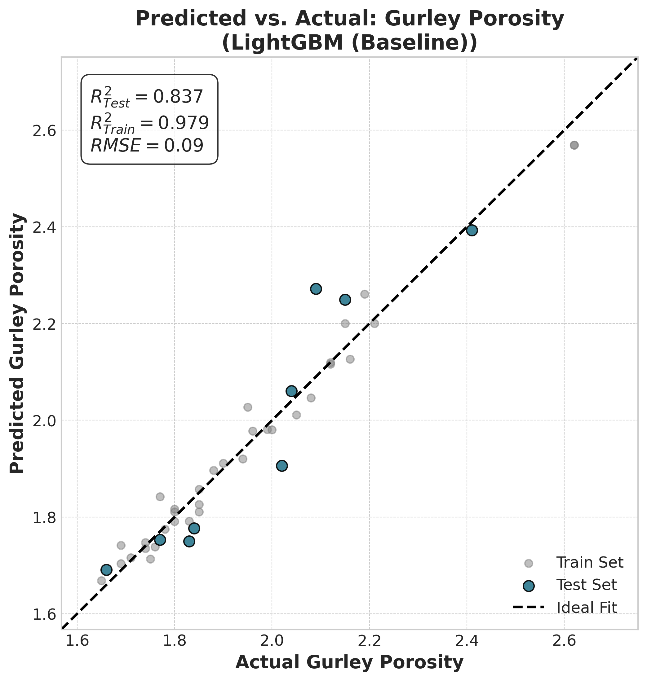 Predicted vs. Actual: Gurley Porosity
(LightGBM (Baseline))
R²_Test = 0.837
R²_Train = 0.979
RMSE = 0.09
Predicted Gurley Porosity
2.6
2.4
2.2
2.0
1.8
1.6
Train Set
Test Set
Ideal Fit
1.6 1.8 2.0 2.2 2.4 2.6
Actual Gurley Porosity